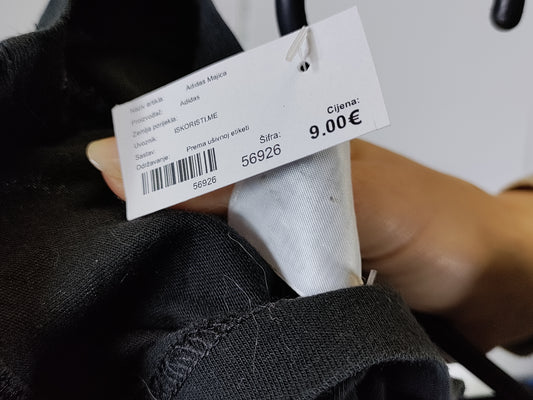 Naziv artikla: Adidas Majica
Proizvođač: Adidas
Zemlja porijekla:
Uvoznik: ISKORISTI.ME
Sastav:
Održavanje: Prema ušivnoj etiketi
56926
Šifra:
56926
Cijena:
9.00€